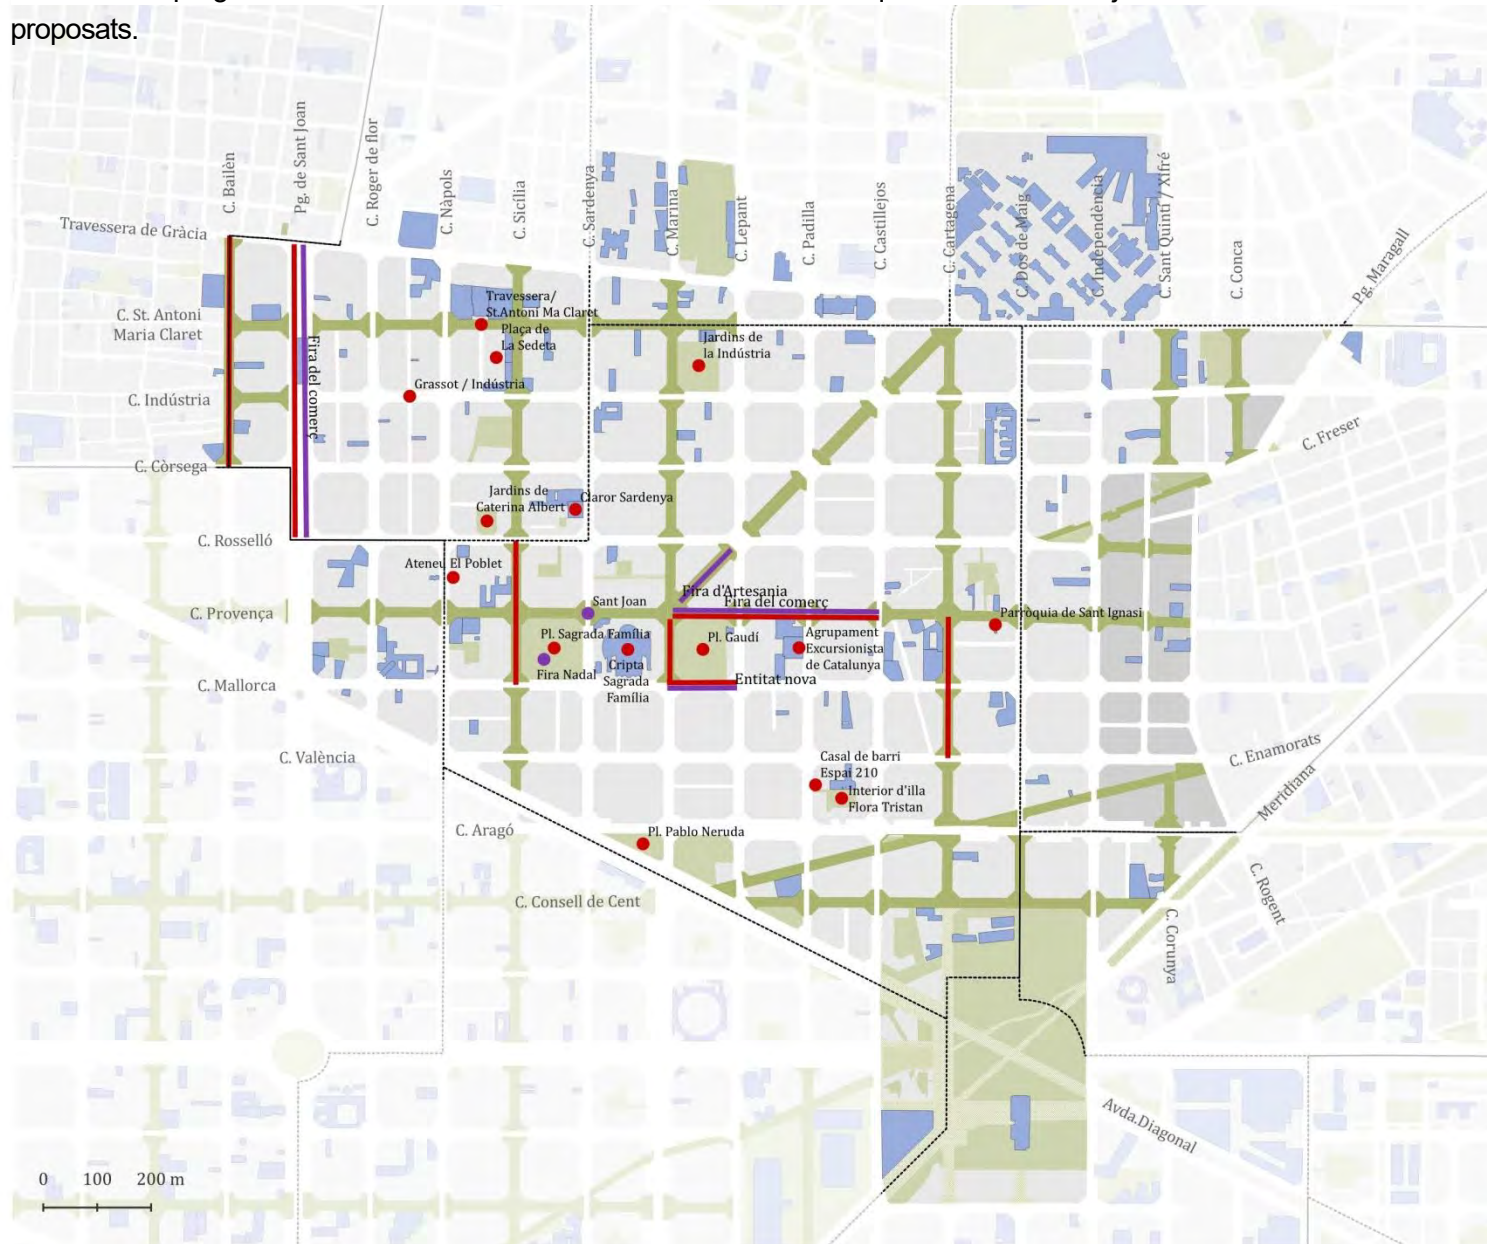 proposats.
C. Bailèn
Pg. de Sant Joan
C. Roger de flor
C. Nàpols
C. Sicília
C. Sardenya
C. Marina
C. Lepant
C. Padilla
C. Castillejos
C. Cartagena
C. Dos de Maig
C. Independència
C. Sant Quintí / Xifré
C. Conca
Pg. Maragall
Travessera de Gràcia
C. St. Antoni
Maria Claret
C. Indústria
C. Còrsega
C. Rosselló
C. Provença
C. Mallorca
C. València
C. Aragó
C. Consell de Cent
Fira del comerç
Travessera/
St.Antoni Ma Claret
Plaça de
La Sedeta
Grassot / Indústria
Jardins de
la Indústria
Jardins de
Caterina Albert
Claror Sardenya
Ateneu El Poblet
Sant Joan
Fira d'Artesania
Fira del comerç
Parròquia de Sant Ignasi
Pl. Sagrada Família
Fira Nadal
Cripta
Sagrada
Família
Pl. Gaudí
Agrupament
Excursionista
de Catalunya
Entitat nova
Casal de barri
Espai 210
Interior d'illa
Flora Tristan
Pl. Pablo Neruda
C. Freser
C. Enamorats
Meridiana
C. Rogent
C. Corunya
Avda.Diagonal
0 100 200 m